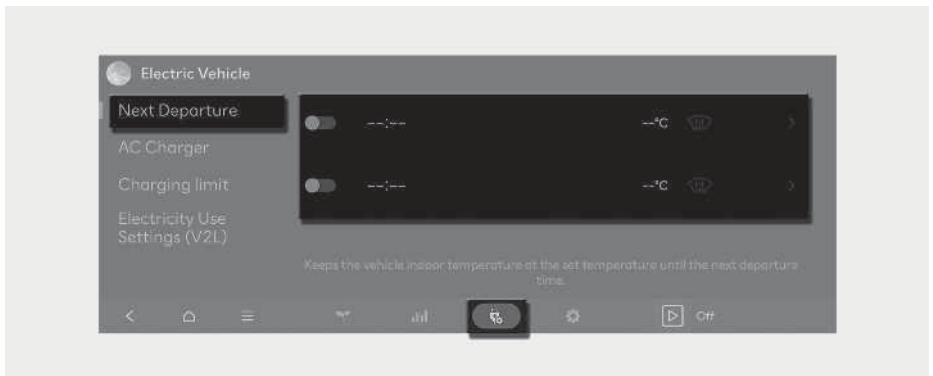 Electric Vehicle
Next Departure
--:--
--°C
AC Charger
Charging limit
--:--
--°C
Electricity Use
Settings (V2L)
Keeps the vehicle indoor temperature at the set temperature until the next departure
time.
Off